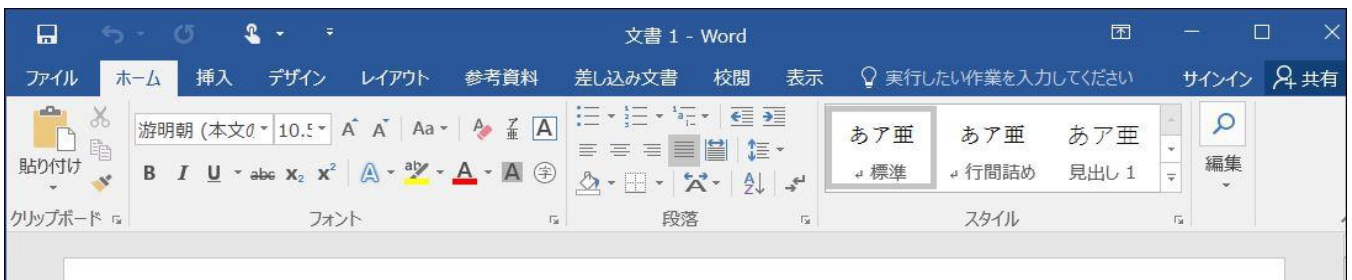 文書 1 - Word
ファイル ホーム 挿入 デザイン レイアウト 参考資料 差し込み文書 校閲 表示 実行したい作業を入力してください サインイン 共有
游明朝 (本文の 10.5 A A Aa A 亜 A
あア亜 あア亜 あア亜
貼り付け
B I U abc X₂ X² A aby A A 字
標準 行間詰め 見出し 1
編集
クリップボード フォント 段落 スタイル